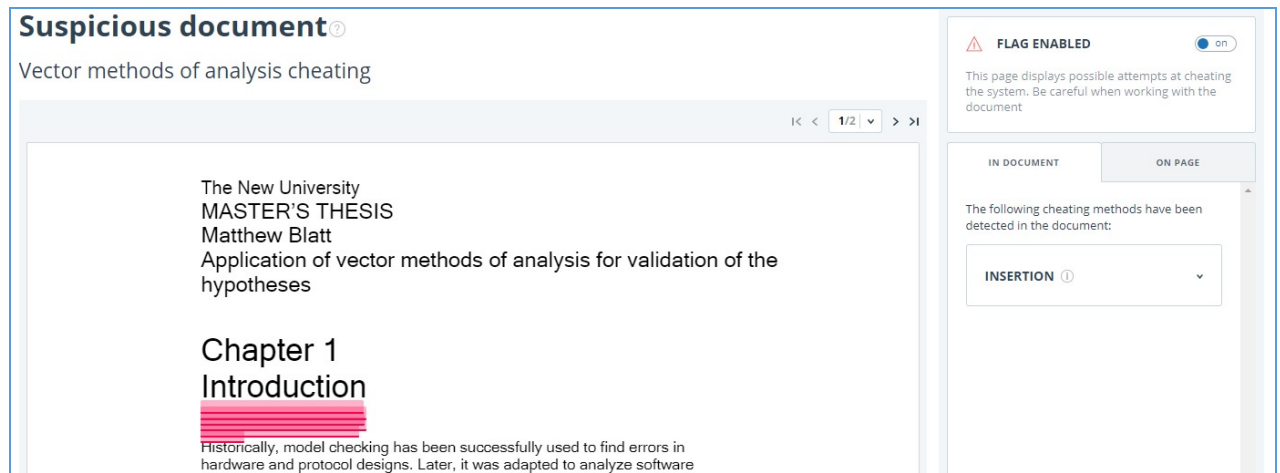 Suspicious document
Vector methods of analysis cheating
1/2
The New University
MASTER'S THESIS
Matthew Blatt
Application of vector methods of analysis for validation of the
hypotheses
Chapter 1
Introduction
Historically, model checking has been successfully used to find errors in
hardware and protocol designs. Later, it was adapted to analyze software
FLAG ENABLED
on
This page displays possible attempts at cheating
the system. Be careful when working with the
document
IN DOCUMENT
ON PAGE
The following cheating methods have been
detected in the document:
INSERTION